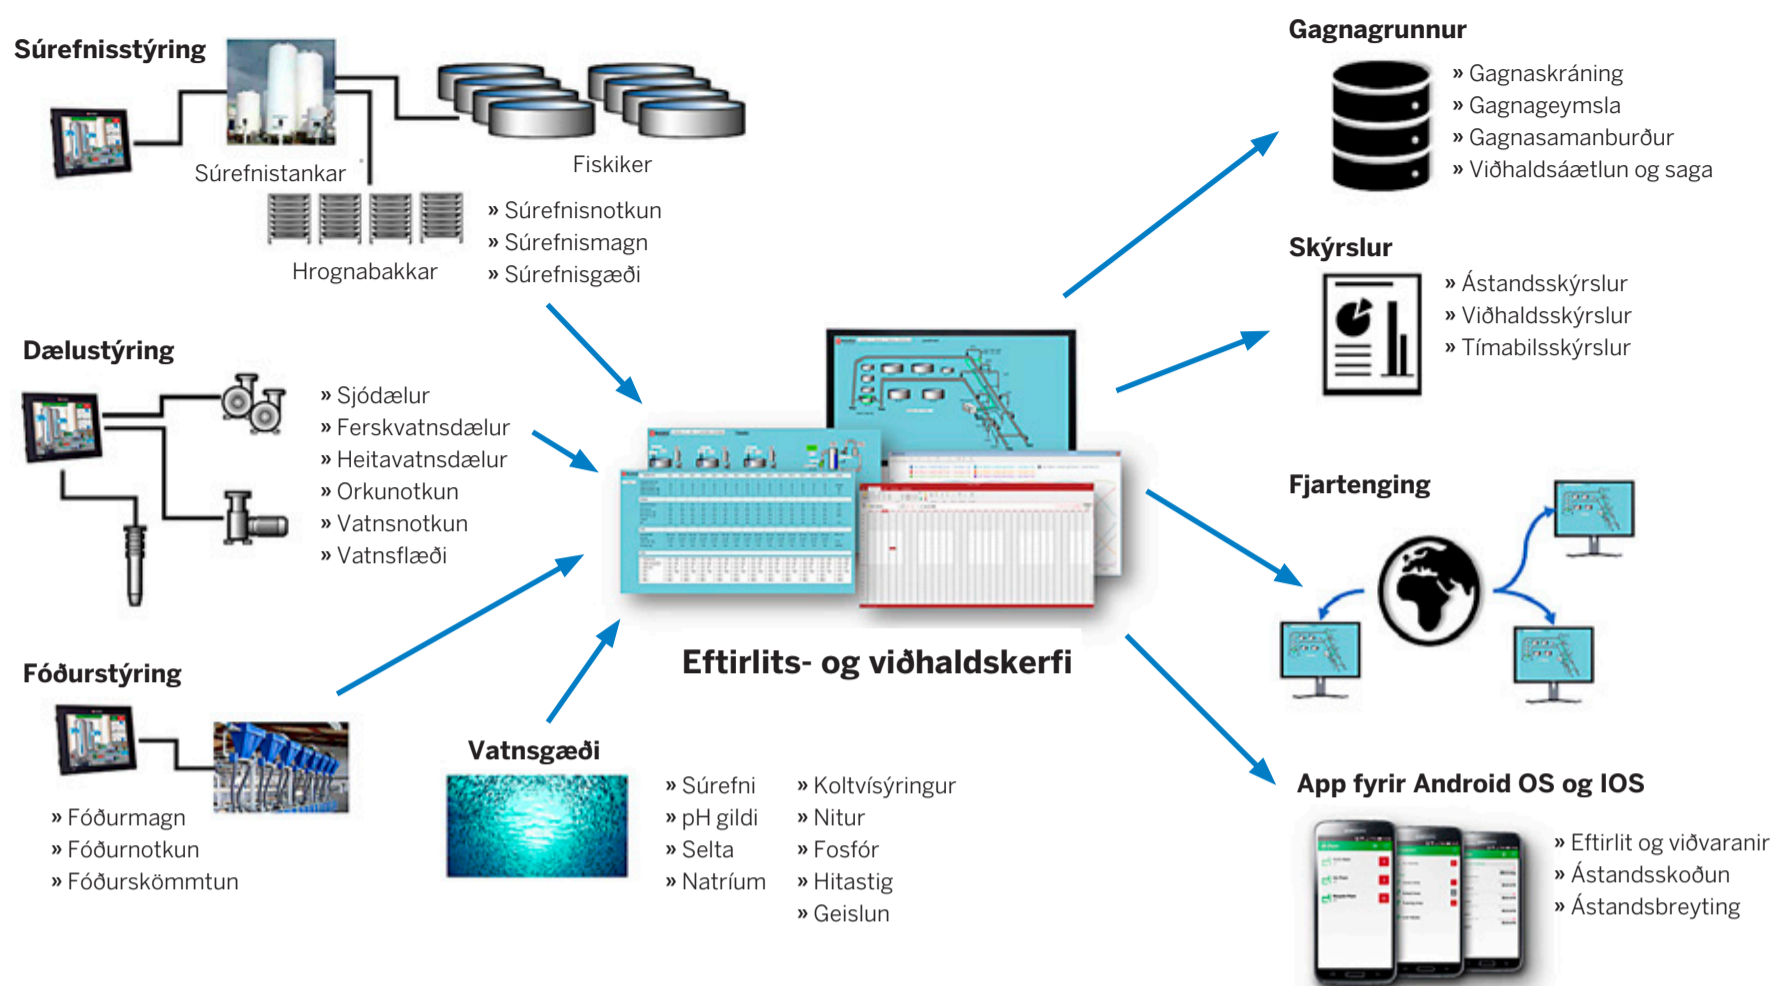 Súrefnisstýring
Súrefnistankar
Fiskiker
Hrognabakkar
» Súrefnisnotkun
» Súrefnismagn
» Súrefnisgæði
Dælustýring
» Sjódælur
» Ferskvatnsdælur
» Heitavatnsdælur
» Orkunotkun
» Vatnsnotkun
» Vatnsflæði
Fóðurstýring
» Fóðurmagn
» Fóðurnotkun
» Fóðurskömmtun
Vatnsgæði
» Súrefni
» pH gildi
» Selta
» Natríum
» Koltvísýringur
» Nitur
» Fosfór
» Hitastig
» Geislun
Eftirlits- og viðhaldskerfi
Gagnagrunnur
» Gagnaskráning
» Gagnageymsla
» Gagnasamanburður
» Viðhaldsáætlun og saga
Skýrslur
» Ástandsskýrslur
» Viðhaldsskýrslur
» Tímabilsskýrslur
Fjartenging
App fyrir Android OS og IOS
» Eftirlit og viðvaranir
» Ástandsskoðun
» Ástandsbreyting